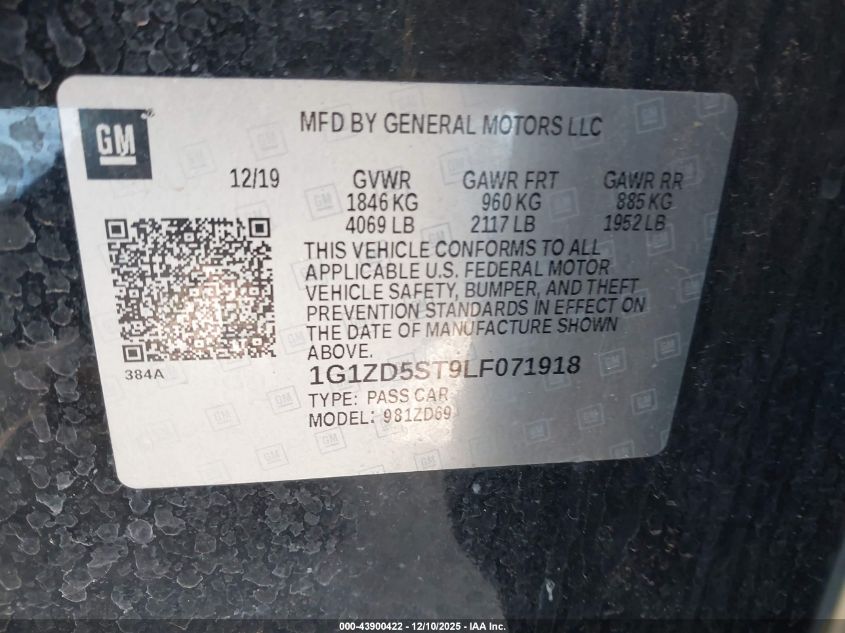 GM
MFD BY GENERAL MOTORS LLC
12/19 GVWR GAWR FRT GAWR RR
1846 KG 960 KG 885 KG
4069 LB 2117 LB 1952 LB
THIS VEHICLE CONFORMS TO ALL
APPLICABLE U.S. FEDERAL MOTOR
VEHICLE SAFETY, BUMPER, AND THEFT
PREVENTION STANDARDS IN EFFECT ON
THE DATE OF MANUFACTURE SHOWN
ABOVE.
384A
1G1ZD5ST9LF071918
TYPE: PASS CAR
MODEL: 981ZD69
000-43900422 - 12/10/2025 - IAA Inc.